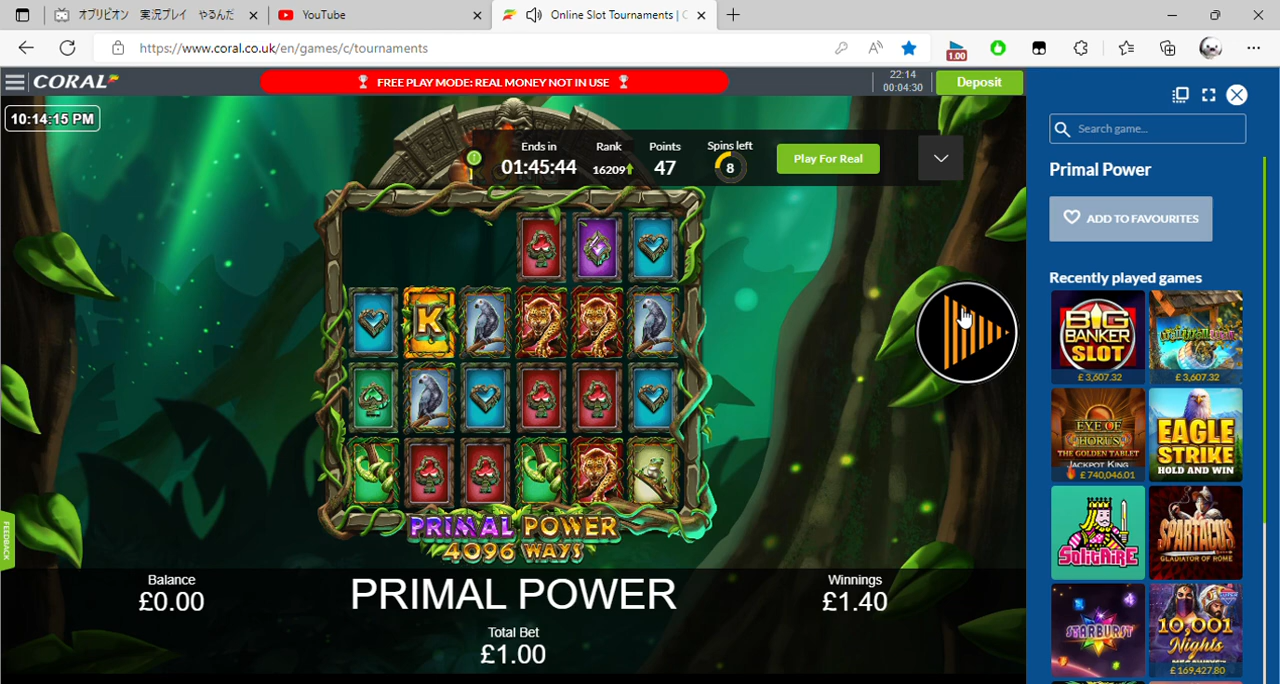 オブリビオン 実況プレイ やるんだ
YouTube
Online Slot Tournaments | C
https://www.coral.co.uk/en/games/c/tournaments
1.00
CORAL
FREE PLAY MODE: REAL MONEY NOT IN USE
22:14
00:04:30
Deposit
10:14:15 PM
Ends in
01:45:44
Rank
16209
Points
47
Spins left
8
Play For Real
Search game...
Primal Power
ADD TO FAVOURITES
Recently played games
BIG
BANKER
SLOT
£ 3,607.32
£ 3,607.32
EYE OF
HORUS
THE GOLDEN TABLET
JACKPOT KING
£ 740,046.01
EAGLE
STRIKE
HOLD AND WIN
SOLITAIRE
SPARTACUS
GLADIATOR OF ROME
STARBURST
10,001
Nights
MEGAWAYS
£ 169,427.80
K
PRIMAL POWER
4096 WAYS
FEEDBACK
Balance
£0.00
PRIMAL POWER
Total Bet
£1.00
Winnings
£1.40